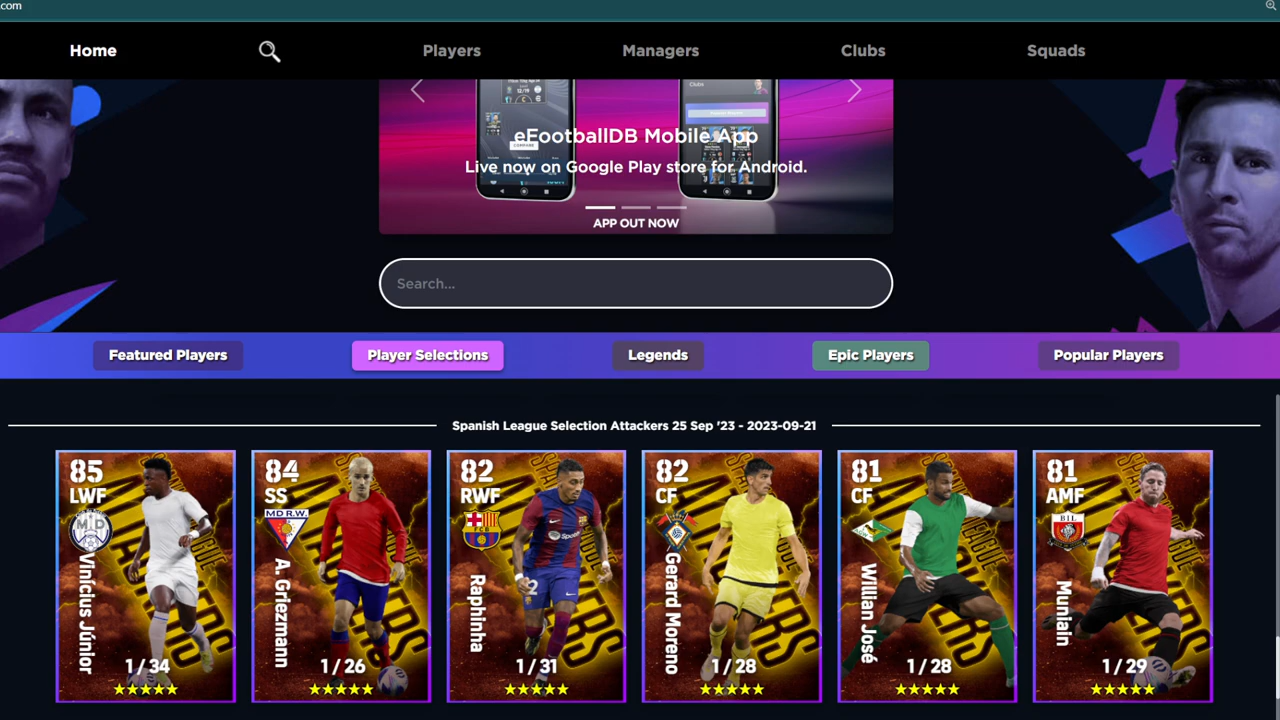 .com
Home
Players
Managers
Clubs
Squads
Clubs
eFootballDB Mobile App
Live now on Google Play store for Android.
APP OUT NOW
Search...
Featured Players
Player Selections
Legends
Epic Players
Popular Players
Spanish League Selection Attackers 25 Sep '23 - 2023-09-21
85
LWF
Vinícius Júnior
1 / 34
84
SS
MD R.W.
A. Griezmann
1 / 26
82
RWF
Raphinha
1 / 31
82
CF
Gerard Moreno
1 / 28
81
CF
Willian José
1 / 28
81
AMF
BIL
Muniain
1 / 29